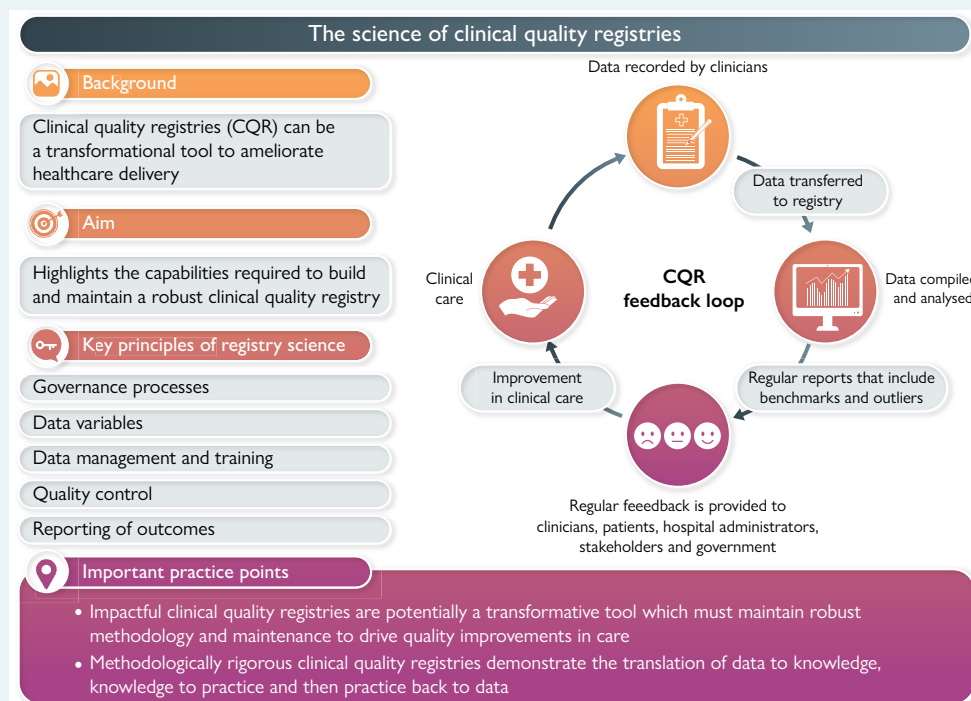 The science of clinical quality registries
Background
Clinical quality registries (CQR) can be
a transformational tool to ameliorate
healthcare delivery
Aim
Highlights the capabilities required to build
and maintain a robust clinical quality registry
Key principles of registry science
Governance processes
Data variables
Data management and training
Quality control
Reporting of outcomes
Data recorded by clinicians
Data transferred
to registry
Data compiled
and analysed
Regular reports that include
benchmarks and outliers
Regular feeedback is provided to
clinicians, patients, hospital administrators,
stakeholders and government
Improvement
in clinical care
Clinical
care
CQR
feedback loop
Important practice points
• Impactful clinical quality registries are potentially a transformative tool which must maintain robust
methodology and maintenance to drive quality improvements in care
• Methodologically rigorous clinical quality registries demonstrate the translation of data to knowledge,
knowledge to practice and then practice back to data